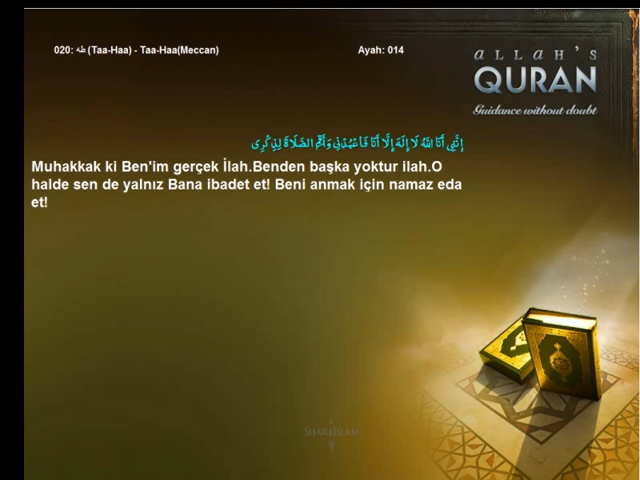 020: طه (Taa-Haa) - Taa-Haa(Meccan) Ayah: 014
ALLAH'S
QURAN
Guidance without doubt
إِنَّنِي أَنَا اللَّهُ لَا إِلَهَ إِلَّا أَنَا فَاعْبُدْنِي وَأَقِمِ الصَّلَاةَ لِذِكْرِي
Muhakkak ki Ben'im gerçek İlah.Benden başka yoktur ilah.O
halde sen de yalnız Bana ibadet et! Beni anmak için namaz eda
et!
SHAREISLAM